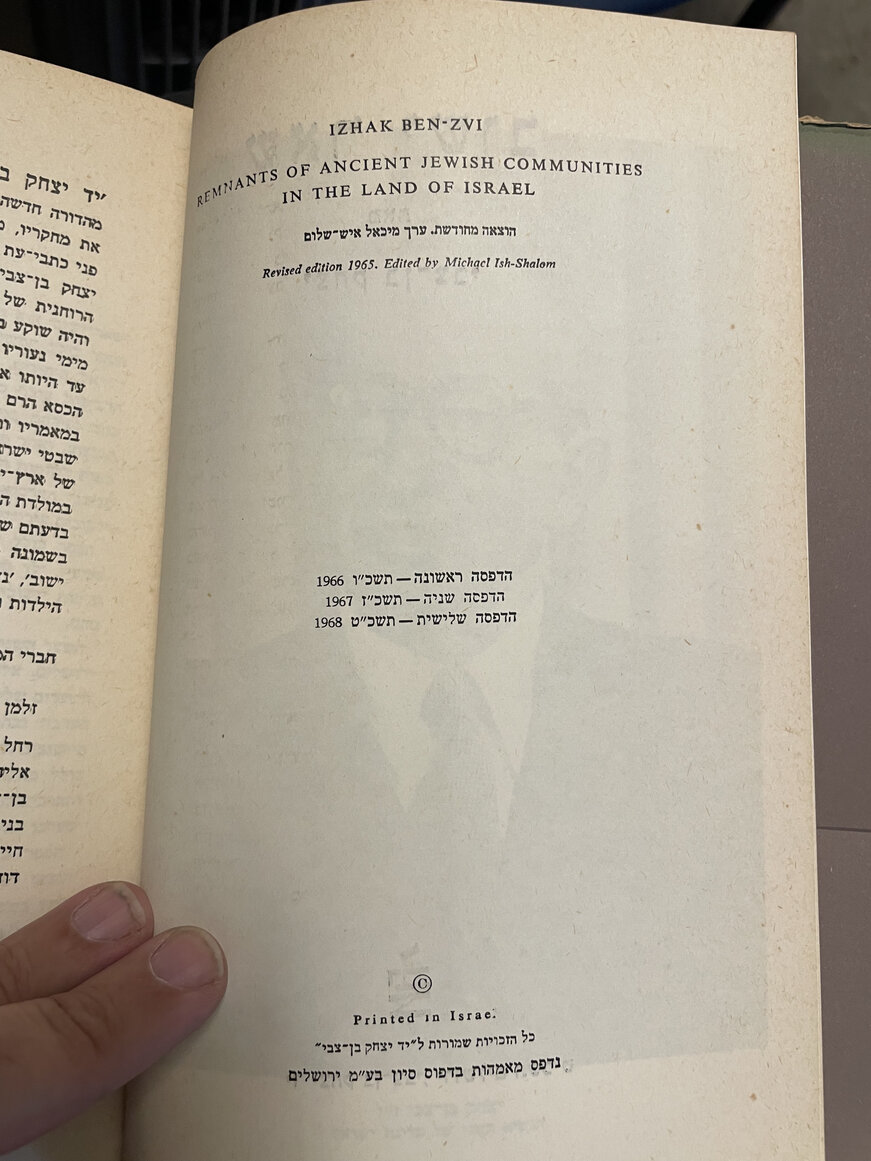 IZHAK BEN-ZVI
REMNANTS OF ANCIENT JEWISH COMMUNITIES
IN THE LAND OF ISRAEL
הוצאה מחודשת. ערך מיכאל איש־שלום
Revised edition 1965. Edited by Michael Ish-Shalom
הדפסה ראשונה — תשכ"ו 1966
הדפסה שניה — תשכ"ז 1967
הדפסה שלישית — תשכ"ט 1968
©
Printed in Israe
כל הזכויות שמורות ל"יד יצחק בן־צבי"
נדפס מאמהות בדפוס סיון בע"מ ירושלים
'יד יצחק
מהדורה חדשה
את מחקריו,
פני כתבי־עת
יצחק בן־צבי
הרוחנית של
והיה שוקע
מימי נעוריו
עד היותו
הכסא הרם
במאמריו
שבטי
של ארץ־
במולדת
בדעתם
בשמונה
ישוב',
הילדות
חברי
זלמן
רחל
בן־